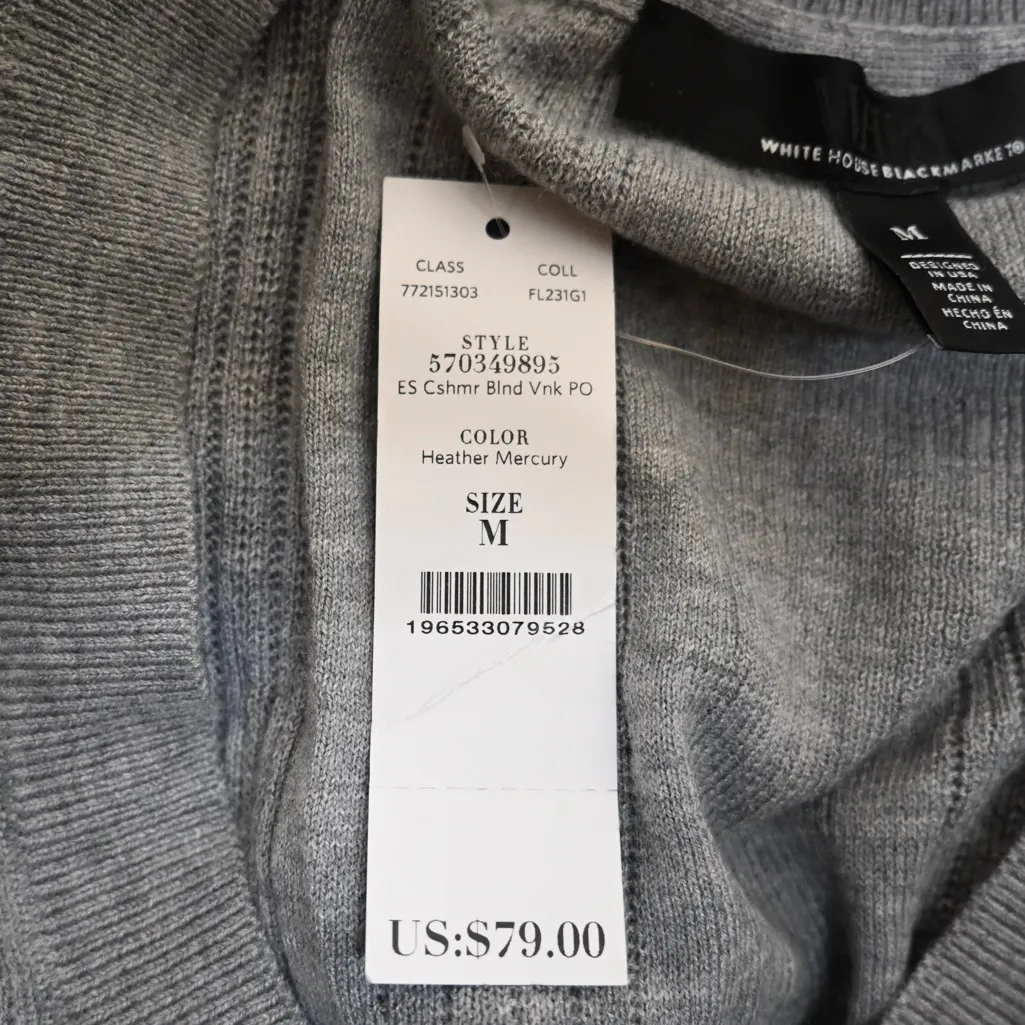 WHITE HOUSE BLACK MARKET®
M
DESIGNED
IN USA
MADE IN
CHINA
HECHO EN
CHINA
CLASS COLL
772151303 FL231G1
STYLE
570349895
ES Cshmr Blnd Vnk PO
COLOR
Heather Mercury
SIZE
M
196533079528
US:$79.00